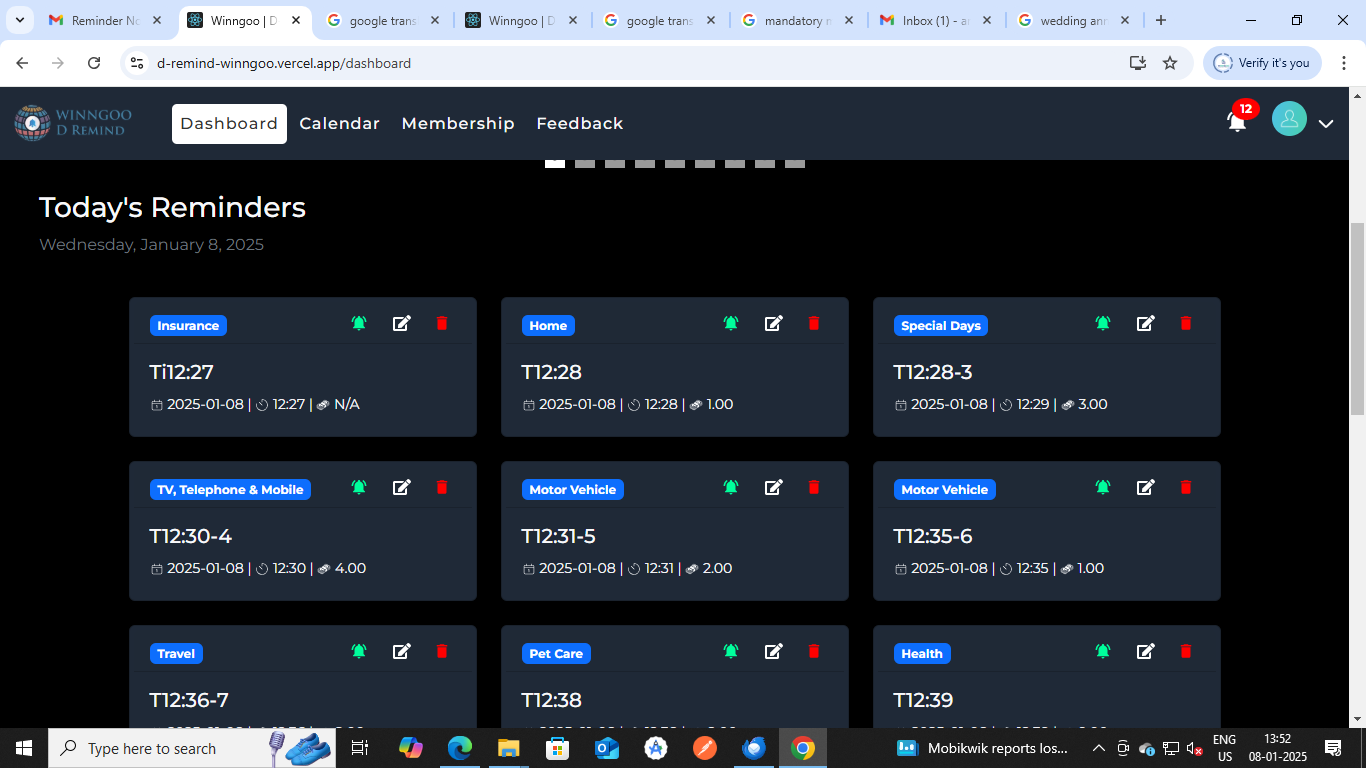 Reminder No
Winngoo | D
google trans
Winngoo | D
google trans
mandatory n
Inbox (1) - a
wedding ann
d-remind-winngoo.vercel.app/dashboard
Verify it's you
WINNGOO
D REMIND
Dashboard
Calendar
Membership
Feedback
12
Today's Reminders
Wednesday, January 8, 2025
Insurance
Ti12:27
2025-01-08 | 12:27 | N/A
Home
T12:28
2025-01-08 | 12:28 | 1.00
Special Days
T12:28-3
2025-01-08 | 12:29 | 3.00
TV, Telephone & Mobile
T12:30-4
2025-01-08 | 12:30 | 4.00
Motor Vehicle
T12:31-5
2025-01-08 | 12:31 | 2.00
Motor Vehicle
T12:35-6
2025-01-08 | 12:35 | 1.00
Travel
T12:36-7
Pet Care
T12:38
Health
T12:39
Type here to search
Mobikwik reports los...
ENG
US
13:52
08-01-2025